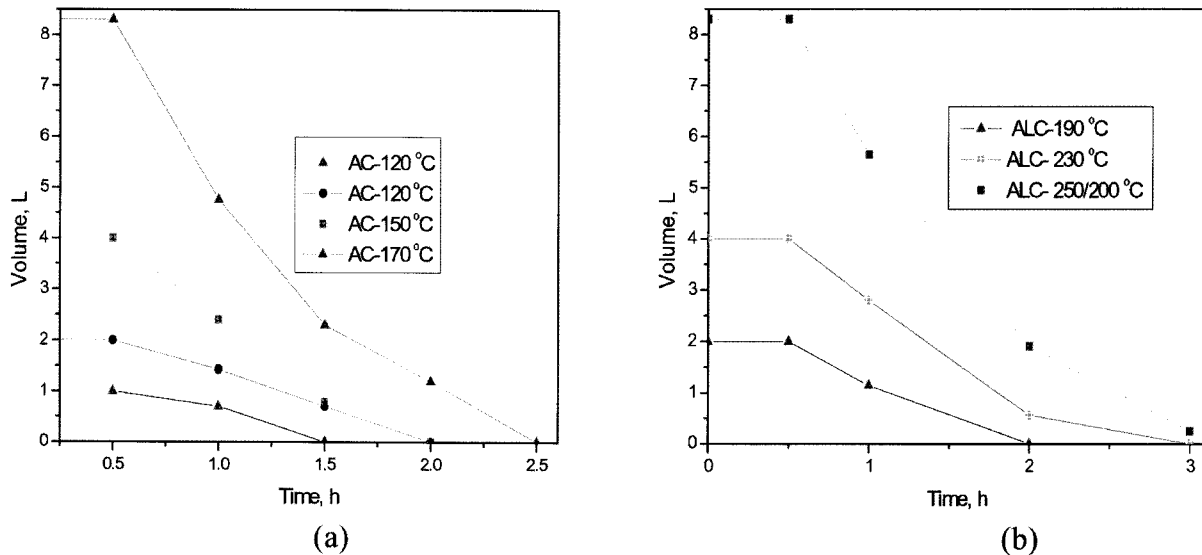 8
7
6
5
4
3
2
1
0
Volume, L
AC-120 °C
AC-120 °C
AC-150 °C
AC-170 °C
0.5 1.0 1.5 2.0 2.5
Time, h
(a)
8
7
6
5
4
3
2
1
0
Volume, L
ALC-190 °C
ALC- 230 °C
ALC- 250/200 °C
0 1 2 3
Time, h
(b)